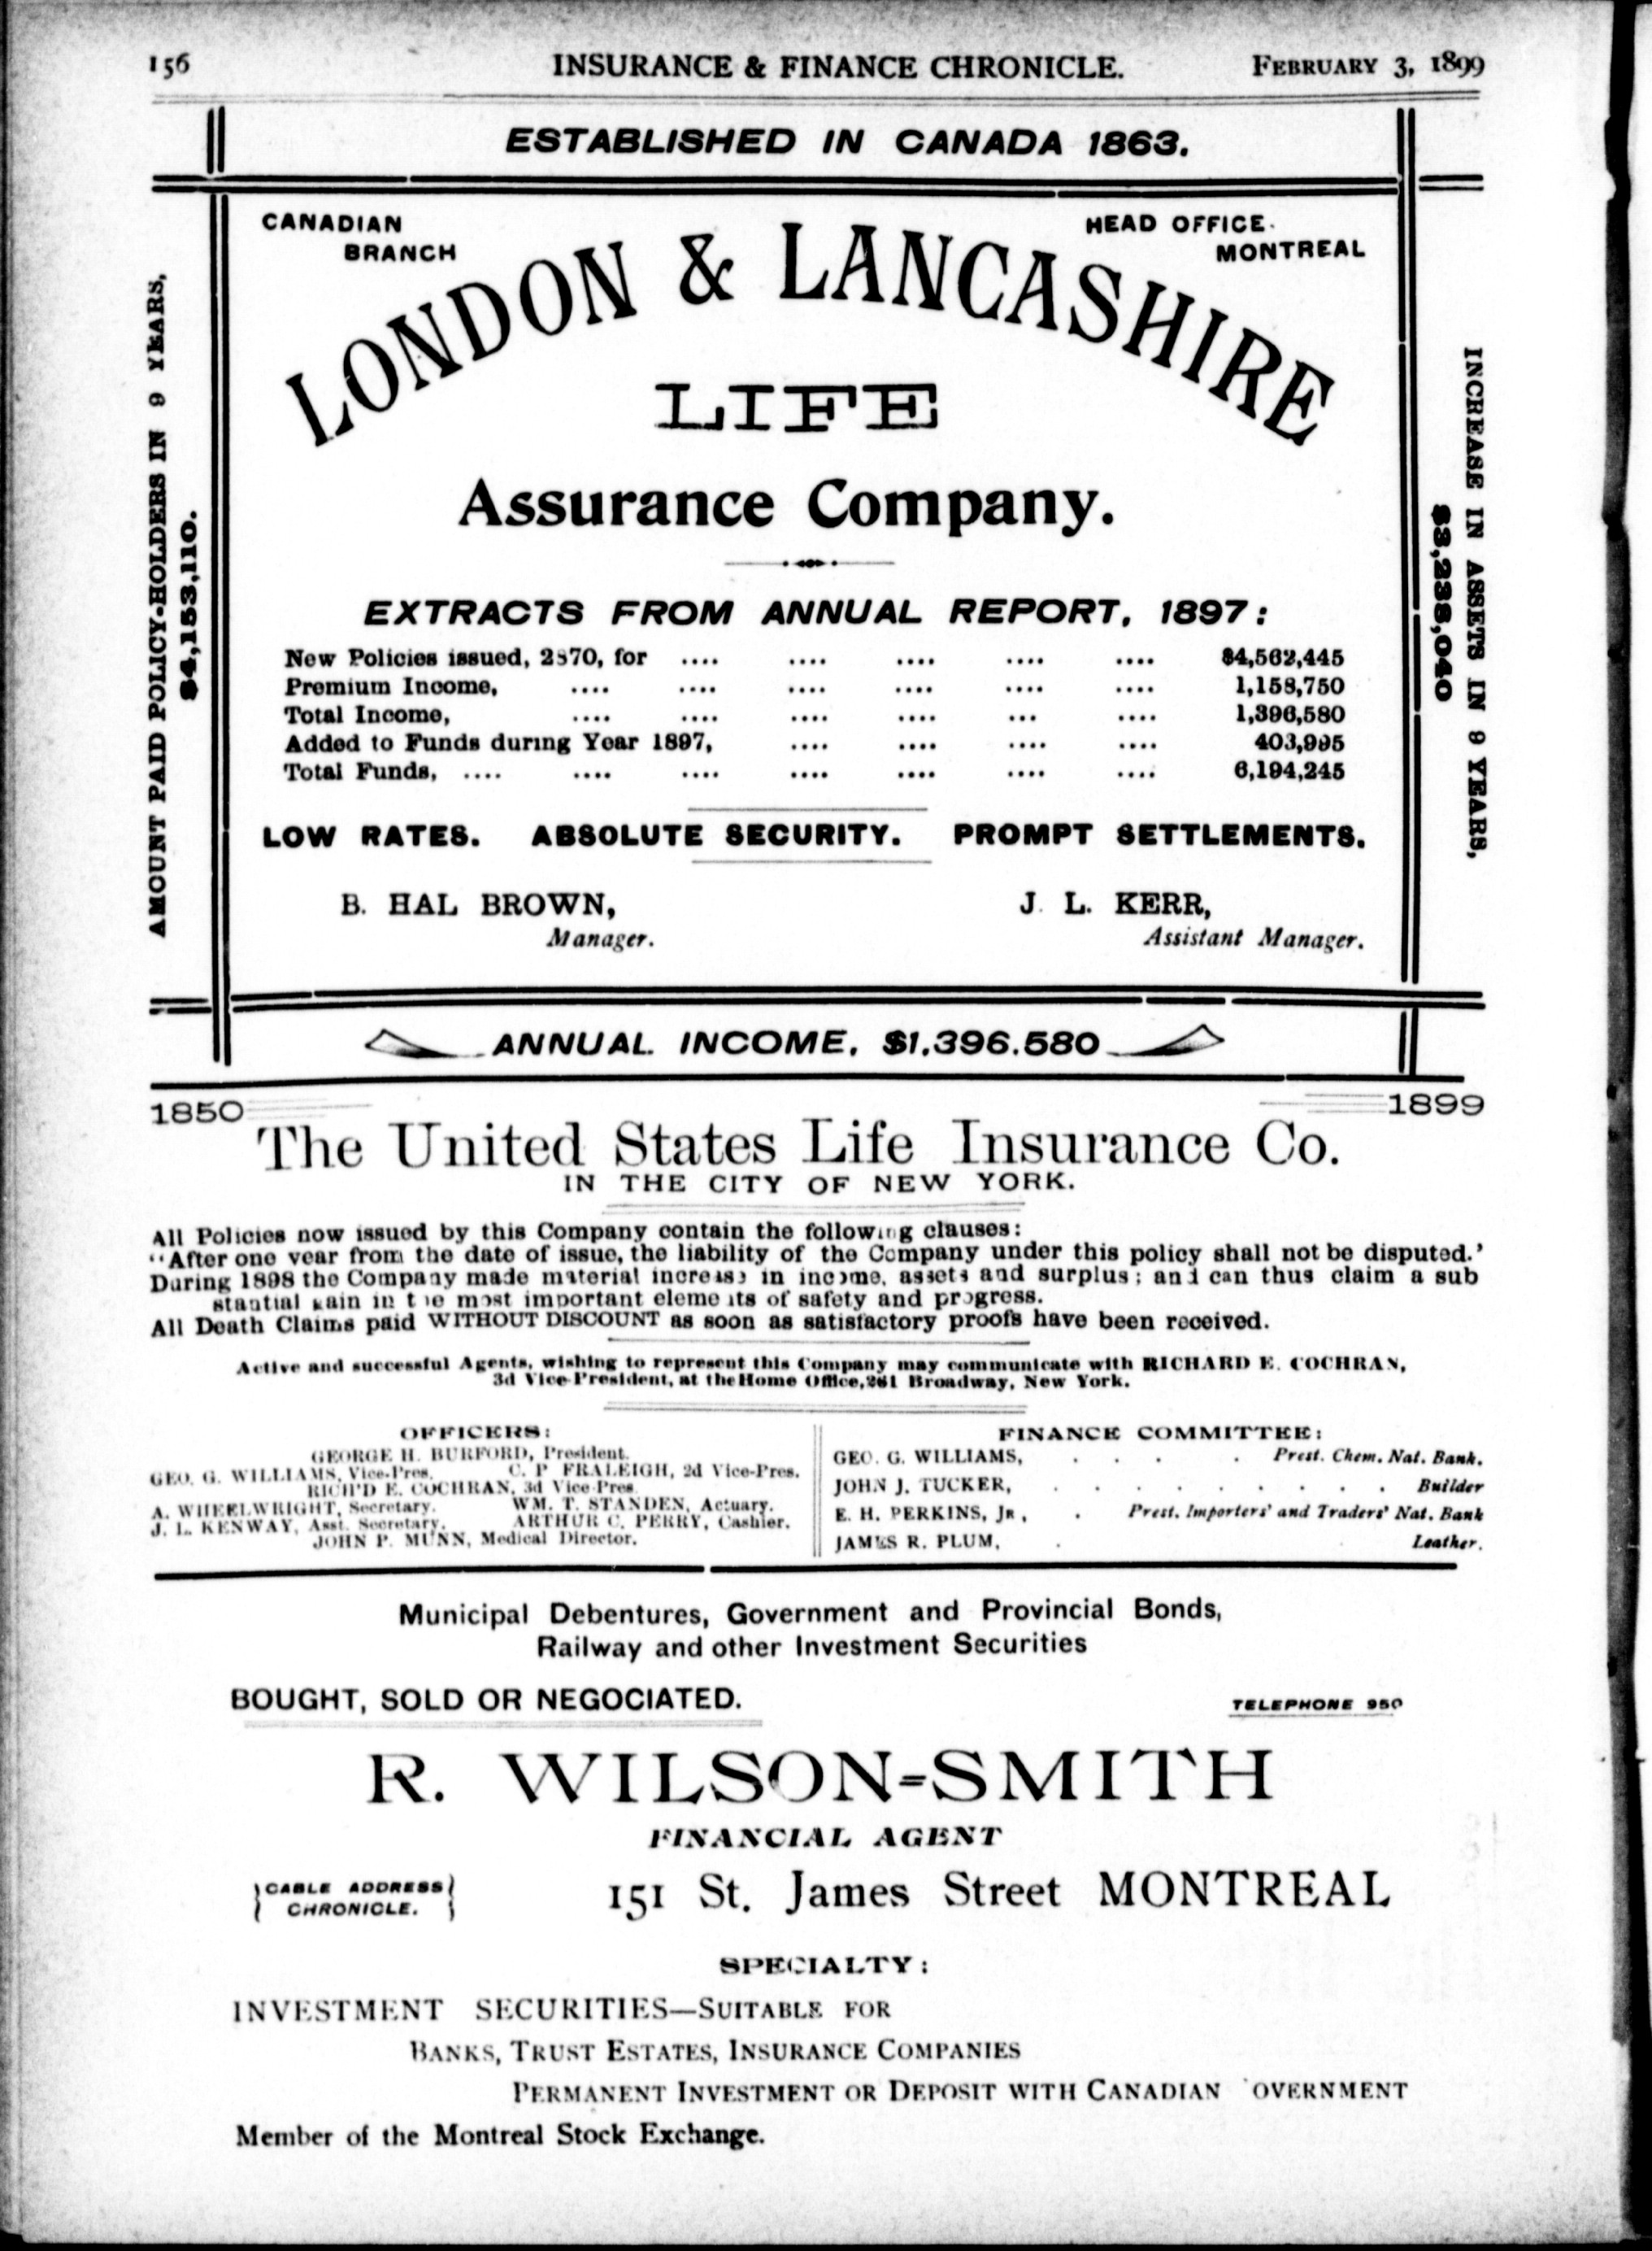 156 INSURANCE & FINANCE CHRONICLE. FEBRUARY 3, 1899
ESTABLISHED IN CANADA 1863.
CANADIAN
BRANCH
HEAD OFFICE.
MONTREAL
LONDON & LANCASHIRE
LIFE
Assurance Company.
AMOUNT PAID POLICY-HOLDERS IN 9 YEARS,
$4,153,110.
INCREASE IN ASSETS IN 9 YEARS,
$3,238,040
EXTRACTS FROM ANNUAL REPORT, 1897:
New Policies issued, 2870, for .... .... .... .... .... $4,562,445
Premium Income, .... .... .... .... .... .... 1,158,750
Total Income, .... .... .... .... ... .... 1,396,580
Added to Funds during Year 1897, .... .... .... .... 403,995
Total Funds, .... .... .... .... .... .... .... 6,194,245
LOW RATES. ABSOLUTE SECURITY. PROMPT SETTLEMENTS.
B. HAL BROWN,
Manager.
J. L. KERR,
Assistant Manager.
ANNUAL INCOME, $1,396,580
1850 1899
The United States Life Insurance Co.
IN THE CITY OF NEW YORK.
All Policies now issued by this Company contain the following clauses:
"After one year from the date of issue, the liability of the Company under this policy shall not be disputed.'
During 1898 the Company made material increase in income, assets and surplus; and can thus claim a sub
stantial gain in the most important elements of safety and progress.
All Death Claims paid WITHOUT DISCOUNT as soon as satisfactory proofs have been received.
Active and successful Agents, wishing to represent this Company may communicate with RICHARD E. COCHRAN,
3d Vice-President, at the Home Office, 261 Broadway, New York.
OFFICERS:
GEORGE H. BURFORD, President.
GEO. G. WILLIAMS, Vice-Pres. C. P. FRALEIGH, 2d Vice-Pres.
RICH'D E. COCHRAN, 3d Vice-Pres.
A. WHEELWRIGHT, Secretary. WM. T. STANDEN, Actuary.
J. L. KENWAY, Asst. Secretary. ARTHUR C. PERRY, Cashier.
JOHN P. MUNN, Medical Director.
FINANCE COMMITTEE:
GEO. G. WILLIAMS, . . . . Prest. Chem. Nat. Bank.
JOHN J. TUCKER, . . . . . . . . . Builder
E. H. PERKINS, JR., . Prest. Importers' and Traders' Nat. Bank
JAMES R. PLUM, . Leather.
Municipal Debentures, Government and Provincial Bonds,
Railway and other Investment Securities
BOUGHT, SOLD OR NEGOCIATED.
TELEPHONE 950
R. WILSON=SMITH
FINANCIAL AGENT
CABLE ADDRESS
CHRONICLE.
151 St. James Street MONTREAL
SPECIALTY:
INVESTMENT SECURITIES—SUITABLE FOR
BANKS, TRUST ESTATES, INSURANCE COMPANIES
PERMANENT INVESTMENT OR DEPOSIT WITH CANADIAN OVERNMENT
Member of the Montreal Stock Exchange.